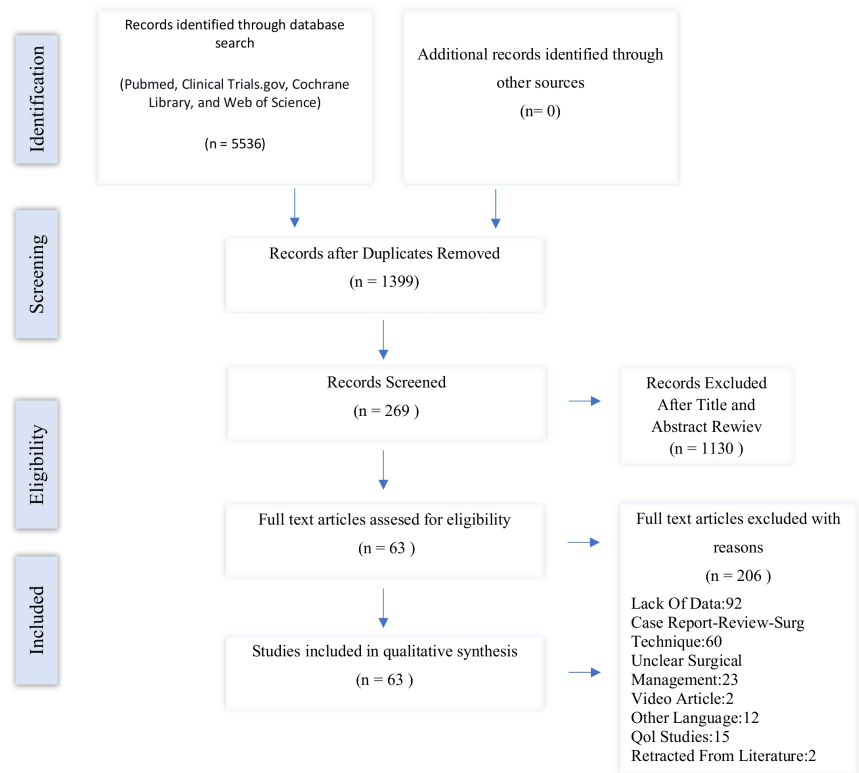 Identification
Records identified through database
search
(Pubmed, Clinical Trials.gov, Cochrane
Library, and Web of Science)
(n = 5536)
Additional records identified through
other sources
(n= 0)
Screening
Records after Duplicates Removed
(n = 1399)
Records Screened
(n = 269 )
Records Excluded
After Title and
Abstract Rewiev
(n = 1130 )
Eligibility
Full text articles assesed for eligibility
(n = 63 )
Full text articles excluded with
reasons
(n = 206 )
Lack Of Data:92
Case Report-Review-Surg
Technique:60
Unclear Surgical
Management:23
Video Article:2
Other Language:12
Qol Studies:15
Retracted From Literature:2
Included
Studies included in qualitative synthesis
(n = 63 )